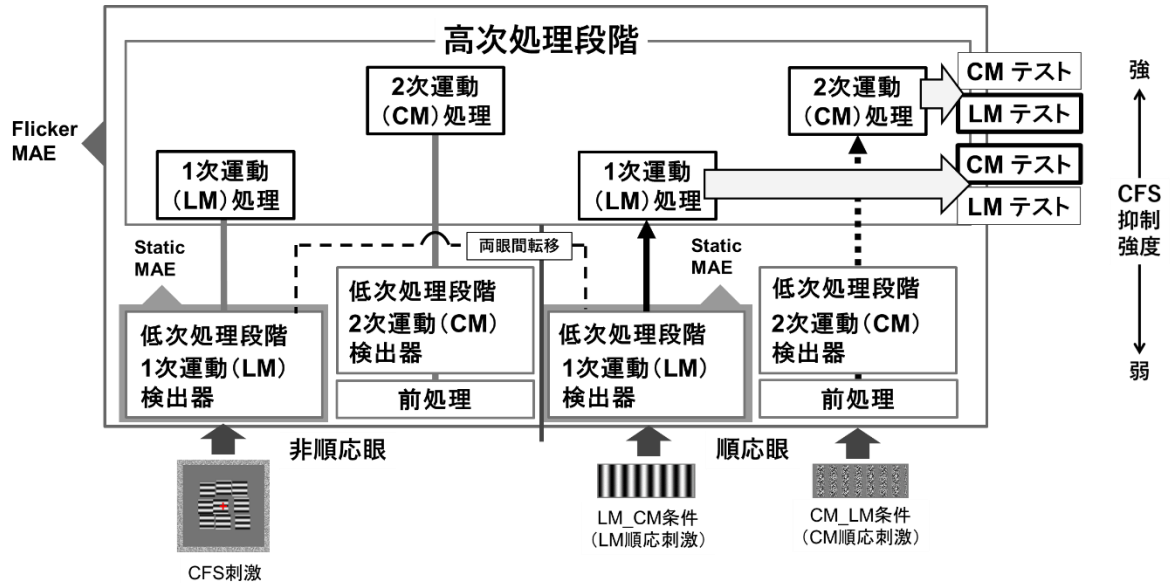 高次処理段階
Flicker
MAE
2次運動
(CM)処理
1次運動
(LM)処理
2次運動
(CM)処理
1次運動
(LM)処理
CM テスト
LM テスト
CM テスト
LM テスト
強
CFS
抑制
強度
弱
Static
MAE
両眼間転移
Static
MAE
低次処理段階
1次運動(LM)
検出器
低次処理段階
2次運動(CM)
検出器
前処理
低次処理段階
1次運動(LM)
検出器
低次処理段階
2次運動(CM)
検出器
前処理
非順応眼
順応眼
CFS刺激
LM_CM条件
(LM順応刺激)
CM_LM条件
(CM順応刺激)